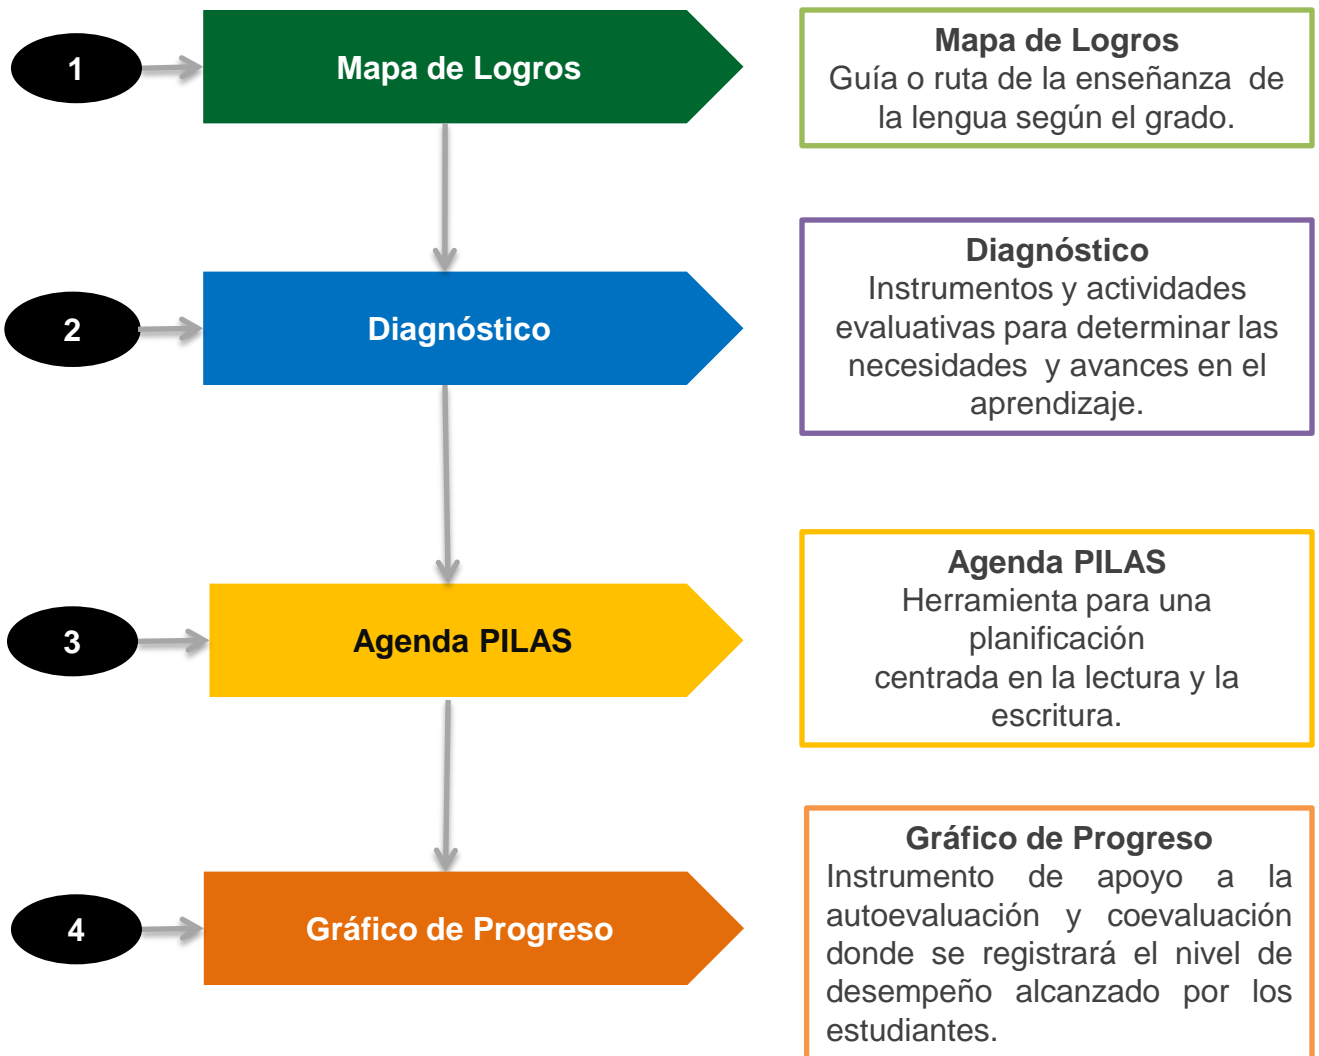 1
Mapa de Logros
Mapa de Logros
Guía o ruta de la enseñanza de
la lengua según el grado.
2
Diagnóstico
Diagnóstico
Instrumentos y actividades
evaluativas para determinar las
necesidades y avances en el
aprendizaje.
3
Agenda PILAS
Agenda PILAS
Herramienta para una
planificación
centrada en la lectura y la
escritura.
4
Gráfico de Progreso
Gráfico de Progreso
Instrumento de apoyo a la
autoevaluación y coevaluación
donde se registrará el nivel de
desempeño alcanzado por los
estudiantes.